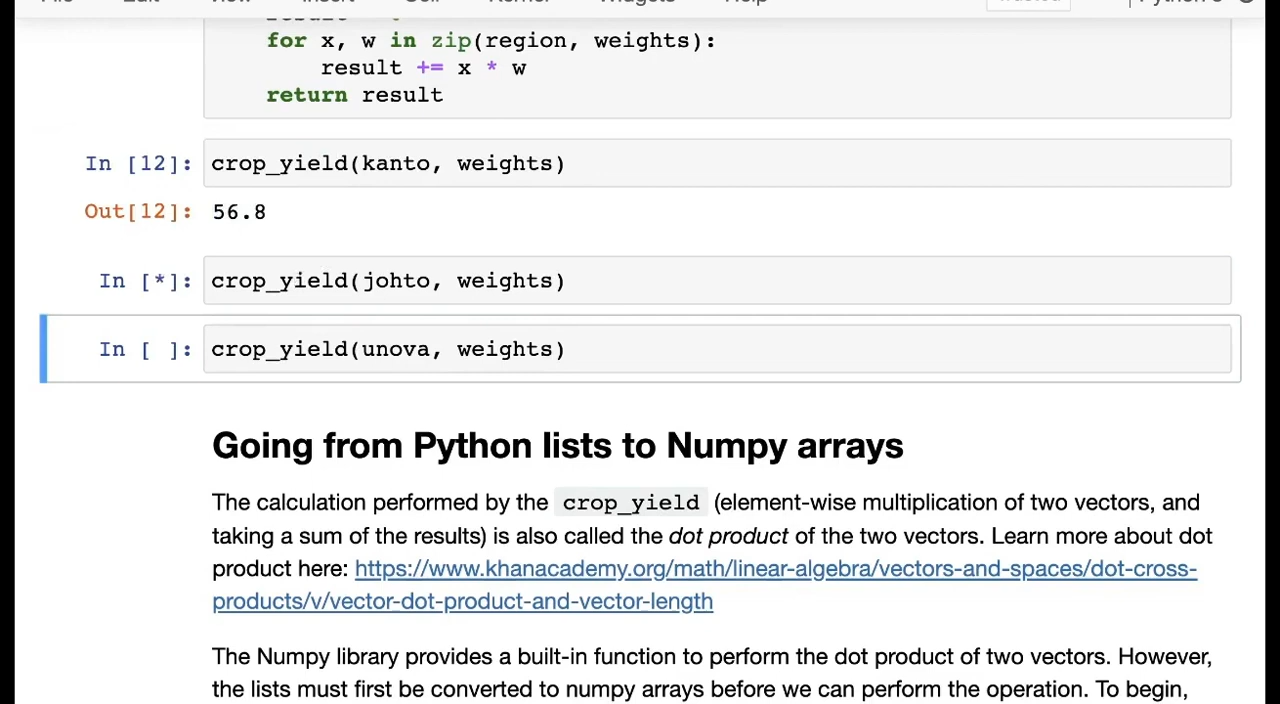 for x, w in zip(region, weights):
result += x * w
return result
In [12]: crop_yield(kanto, weights)
Out[12]: 56.8
In [*]: crop_yield(johto, weights)
In [ ]: crop_yield(unova, weights)
Going from Python lists to Numpy arrays
The calculation performed by the crop_yield (element-wise multiplication of two vectors, and
taking a sum of the results) is also called the dot product of the two vectors. Learn more about dot
product here: https://www.khanacademy.org/math/linear-algebra/vectors-and-spaces/dot-cross-
products/v/vector-dot-product-and-vector-length
The Numpy library provides a built-in function to perform the dot product of two vectors. However,
the lists must first be converted to numpy arrays before we can perform the operation. To begin,